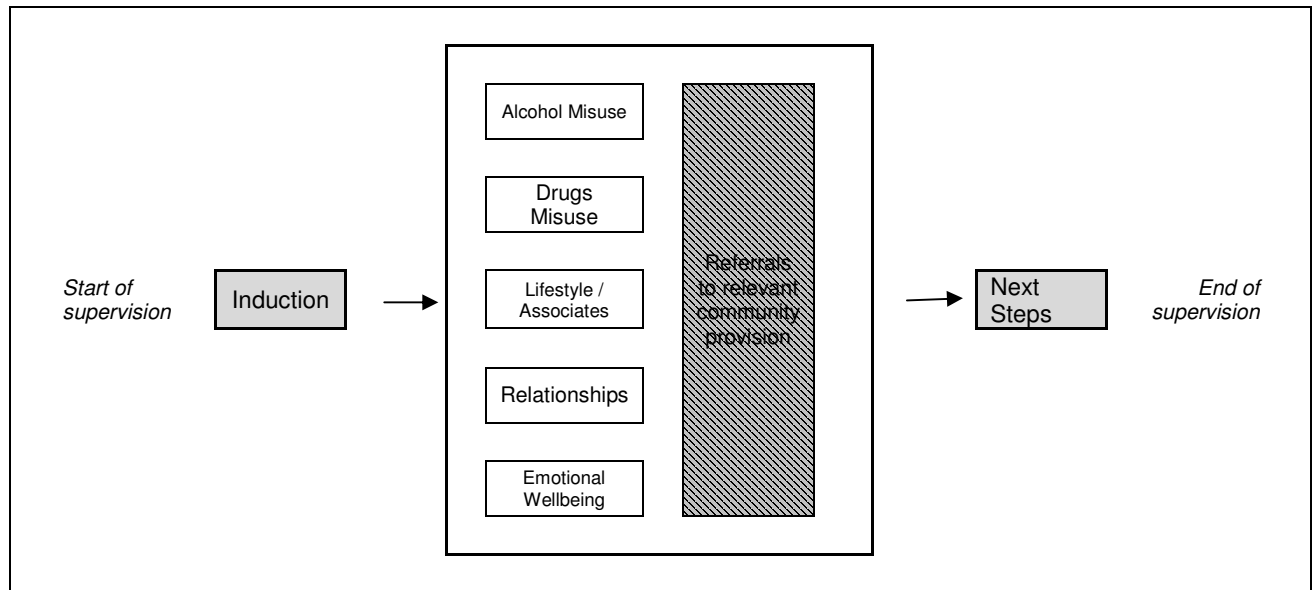 Start of
supervision
Induction
Alcohol Misuse
Drugs
Misuse
Lifestyle /
Associates
Relationships
Emotional
Wellbeing
Referrals
to relevant
community
provision
Next
Steps
End of
supervision